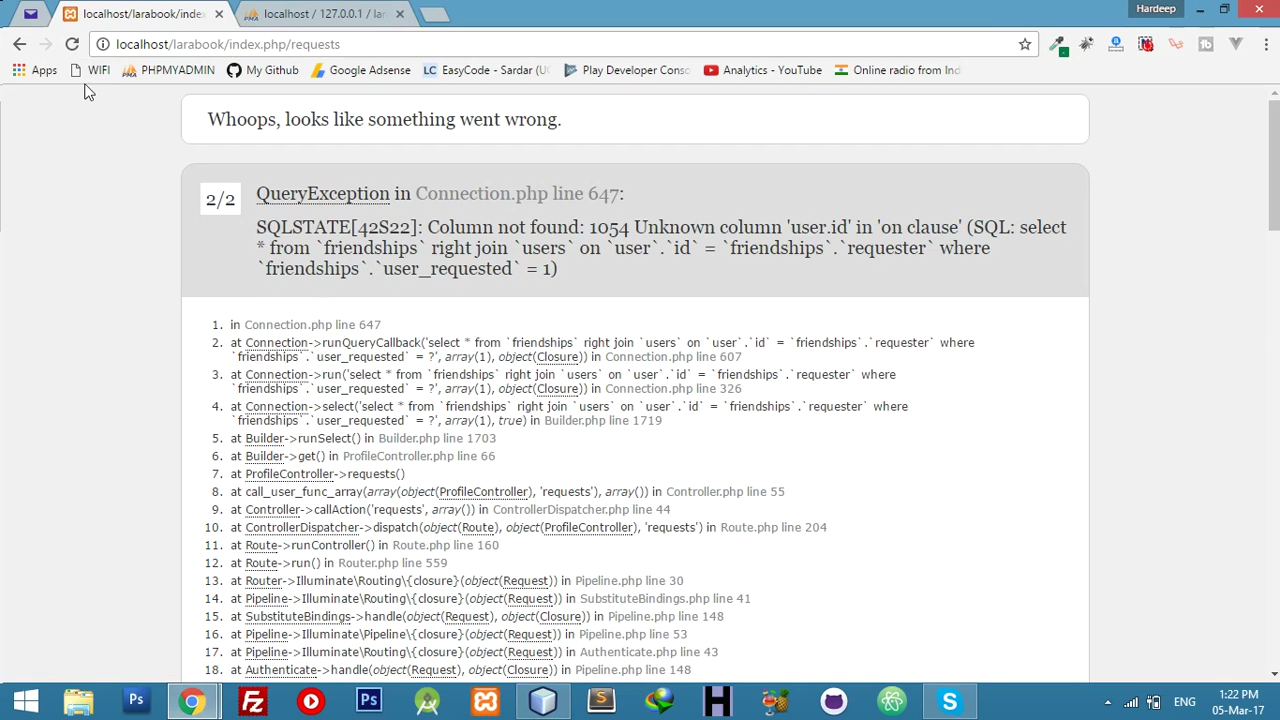 localhost/larabook/index
localhost / 127.0.0.1 / lar
Hardeep
localhost/larabook/index.php/requests
Apps WIFI PHPMYADMIN My Github Google Adsense EasyCode - Sardar (UC Play Developer Conso Analytics - YouTube Online radio from Indi
Whoops, looks like something went wrong.
2/2
QueryException in Connection.php line 647:
SQLSTATE[42S22]: Column not found: 1054 Unknown column 'user.id' in 'on clause' (SQL: select
* from `friendships` right join `users` on `user`.`id` = `friendships`.`requester` where
`friendships`.`user_requested` = 1)
1. in Connection.php line 647
2. at Connection->runQueryCallback('select * from `friendships` right join `users` on `user`.`id` = `friendships`.`requester` where
`friendships`.`user_requested` = ?', array(1), object(Closure)) in Connection.php line 607
3. at Connection->run('select * from `friendships` right join `users` on `user`.`id` = `friendships`.`requester` where
`friendships`.`user_requested` = ?', array(1), object(Closure)) in Connection.php line 326
4. at Connection->select('select * from `friendships` right join `users` on `user`.`id` = `friendships`.`requester` where
`friendships`.`user_requested` = ?', array(1), true) in Builder.php line 1719
5. at Builder->runSelect() in Builder.php line 1703
6. at Builder->get() in ProfileController.php line 66
7. at ProfileController->requests()
8. at call_user_func_array(array(object(ProfileController), 'requests'), array()) in Controller.php line 55
9. at Controller->callAction('requests', array()) in ControllerDispatcher.php line 44
10. at ControllerDispatcher->dispatch(object(Route), object(ProfileController), 'requests') in Route.php line 204
11. at Route->runController() in Route.php line 160
12. at Route->run() in Router.php line 559
13. at Router->Illuminate\Routing\{closure}(object(Request)) in Pipeline.php line 30
14. at Pipeline->Illuminate\Routing\{closure}(object(Request)) in SubstituteBindings.php line 41
15. at SubstituteBindings->handle(object(Request), object(Closure)) in Pipeline.php line 148
16. at Pipeline->Illuminate\Pipeline\{closure}(object(Request)) in Pipeline.php line 53
17. at Pipeline->Illuminate\Routing\{closure}(object(Request)) in Authenticate.php line 43
18. at Authenticate->handle(object(Request), object(Closure)) in Pipeline.php line 148
ENG
1:22 PM
05-Mar-17